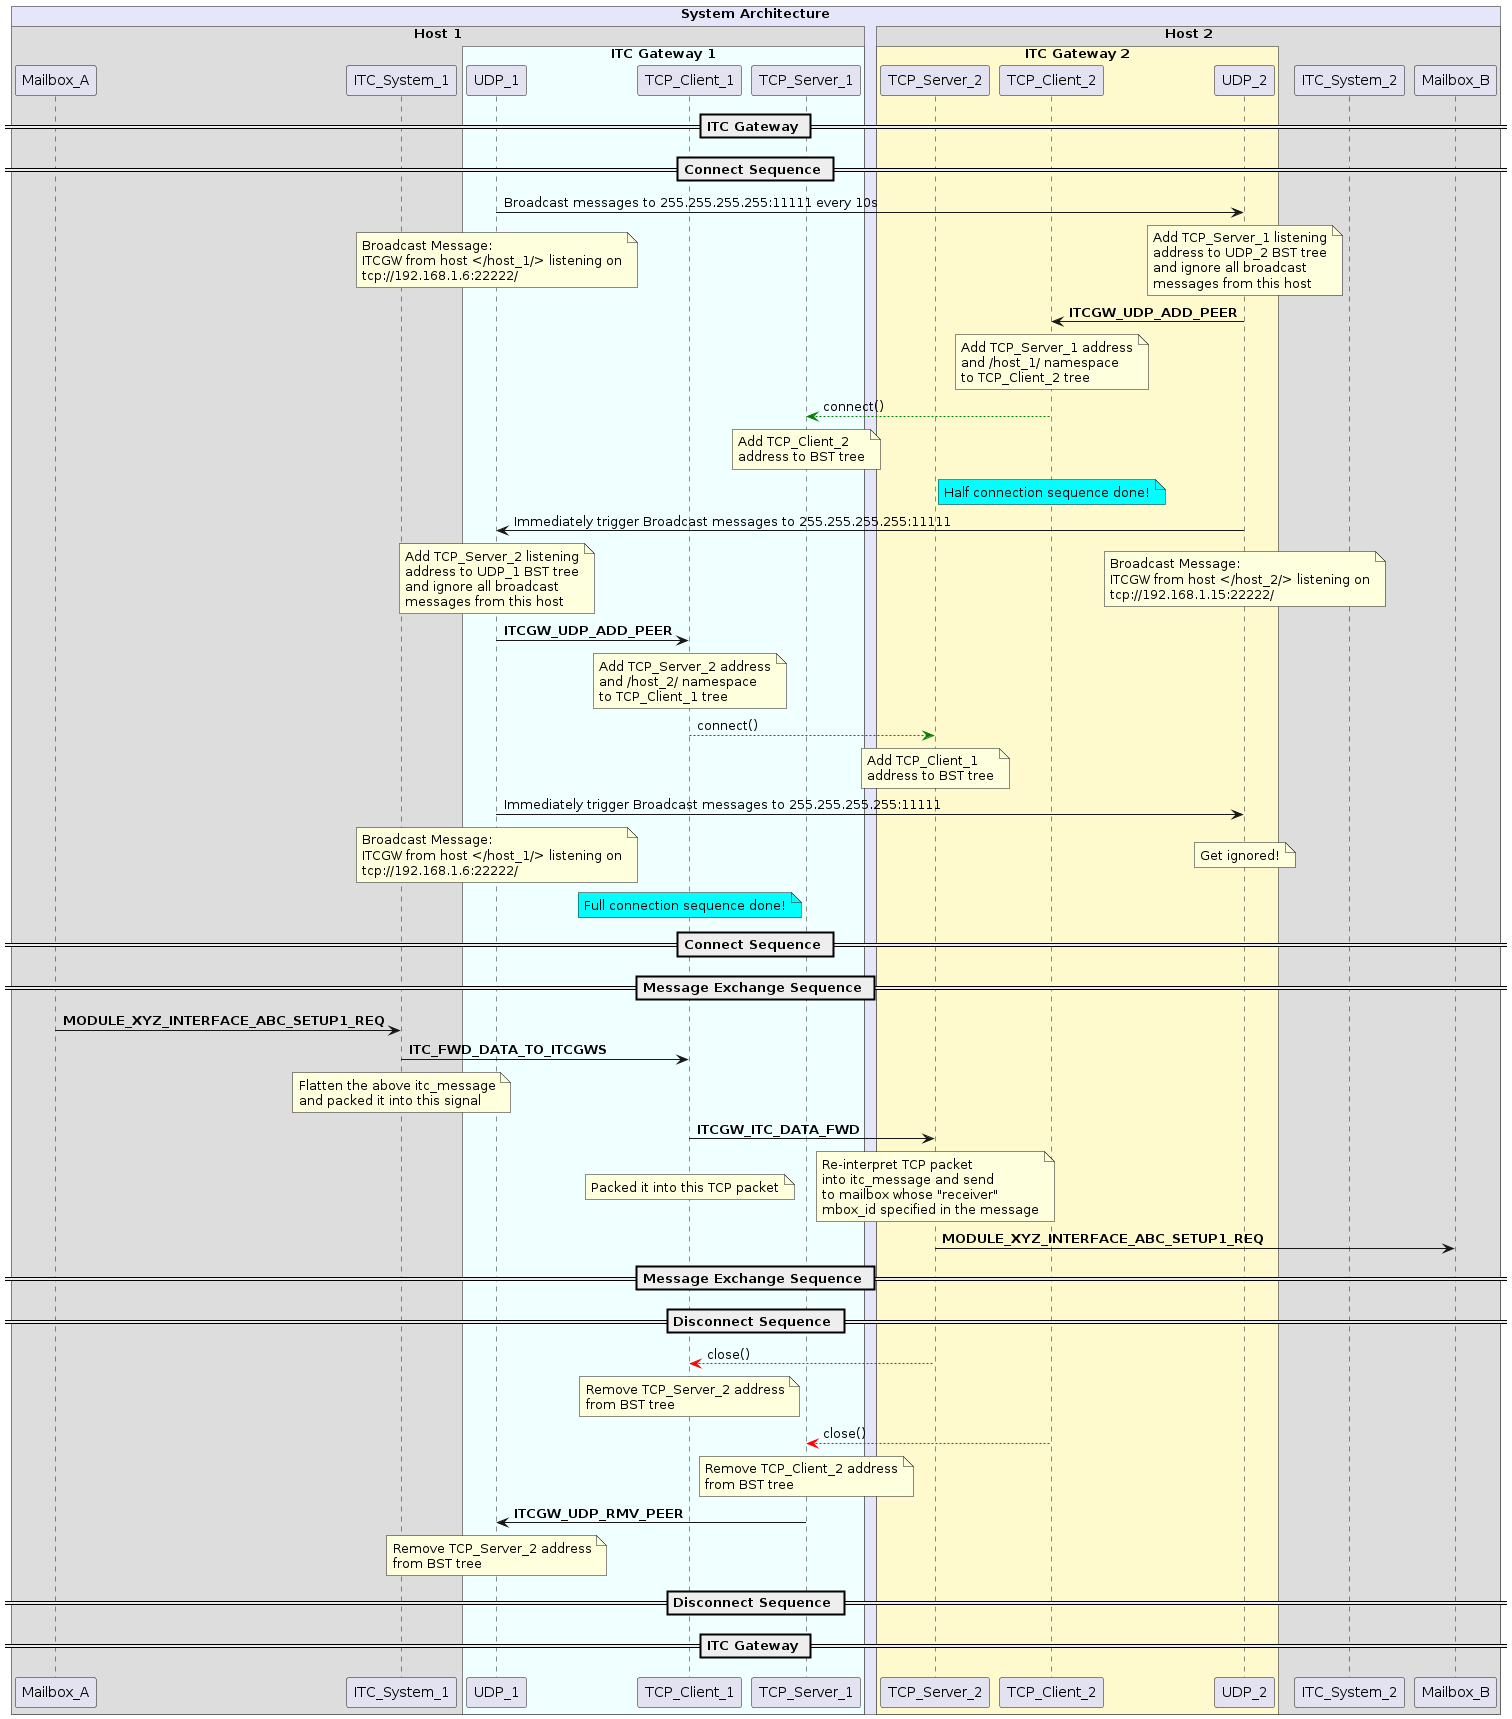 System Architecture
Host 1
Host 2
ITC Gateway 1
ITC Gateway 2
Mailbox_A
ITC_System_1
UDP_1
TCP_Client_1
TCP_Server_1
TCP_Server_2
TCP_Client_2
UDP_2
ITC_System_2
Mailbox_B
ITC Gateway
Connect Sequence
Broadcast messages to 255.255.255.255:11111 every 10s
Broadcast Message:
ITCGW from host </host_1/> listening on
tcp://192.168.1.6:22222/
Add TCP_Server_1 listening
address to UDP_2 BST tree
and ignore all broadcast
messages from this host
ITCGW_UDP_ADD_PEER
Add TCP_Server_1 address
and /host_1/ namespace
to TCP_Client_2 tree
connect()
Add TCP_Client_2
address to BST tree
Half connection sequence done!
Immediately trigger Broadcast messages to 255.255.255.255:11111
Add TCP_Server_2 listening
address to UDP_1 BST tree
and ignore all broadcast
messages from this host
Broadcast Message:
ITCGW from host </host_2/> listening on
tcp://192.168.1.15:22222/
ITCGW_UDP_ADD_PEER
Add TCP_Server_2 address
and /host_2/ namespace
to TCP_Client_1 tree
connect()
Add TCP_Client_1
address to BST tree
Immediately trigger Broadcast messages to 255.255.255.255:11111
Broadcast Message:
ITCGW from host </host_1/> listening on
tcp://192.168.1.6:22222/
Get ignored!
Full connection sequence done!
Connect Sequence
Message Exchange Sequence
MODULE_XYZ_INTERFACE_ABC_SETUP1_REQ
ITC_FWD_DATA_TO_ITCGWS
Flatten the above itc_message
and packed it into this signal
ITCGW_ITC_DATA_FWD
Packed it into this TCP packet
Re-interpret TCP packet
into itc_message and send
to mailbox whose "receiver"
mbox_id specified in the message
MODULE_XYZ_INTERFACE_ABC_SETUP1_REQ
Message Exchange Sequence
Disconnect Sequence
close()
Remove TCP_Server_2 address
from BST tree
close()
Remove TCP_Client_2 address
from BST tree
ITCGW_UDP_RMV_PEER
Remove TCP_Server_2 address
from BST tree
Disconnect Sequence
ITC Gateway
Mailbox_A
ITC_System_1
UDP_1
TCP_Client_1
TCP_Server_1
TCP_Server_2
TCP_Client_2
UDP_2
ITC_System_2
Mailbox_B